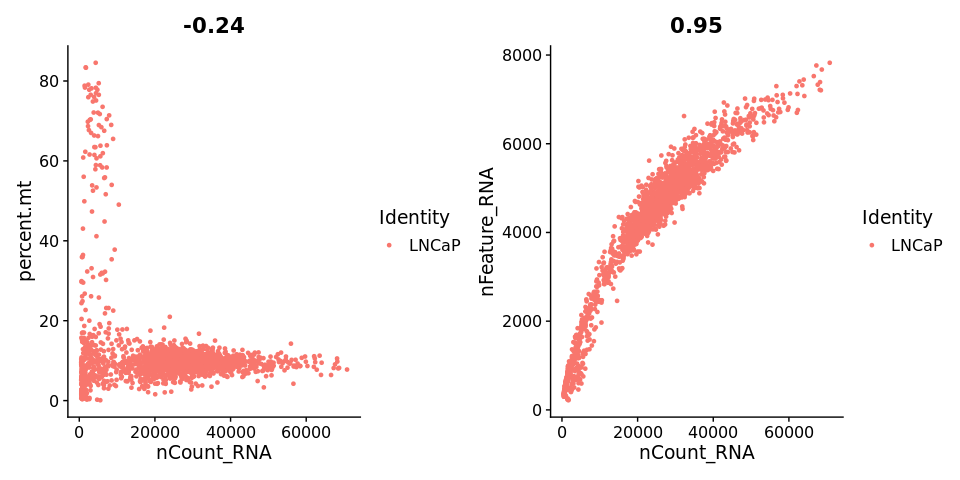 -0.24
percent.mt
80
60
40
20
0
0 20000 40000 60000
nCount_RNA
Identity
LNCaP
0.95
nFeature_RNA
8000
6000
4000
2000
0
0 20000 40000 60000
nCount_RNA
Identity
LNCaP